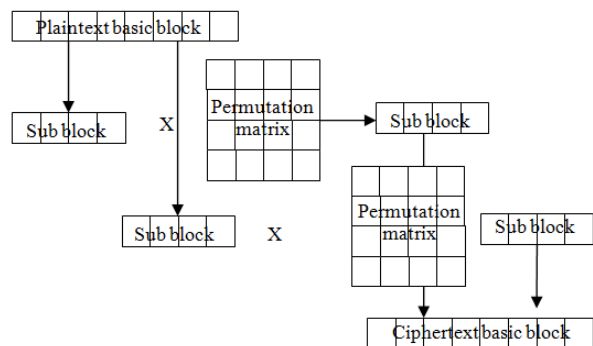 Plaintext basic block
Permutation
matrix
Sub block
X
Sub block
Permutation
matrix
Sub block
X
Sub block
Ciphertext basic block